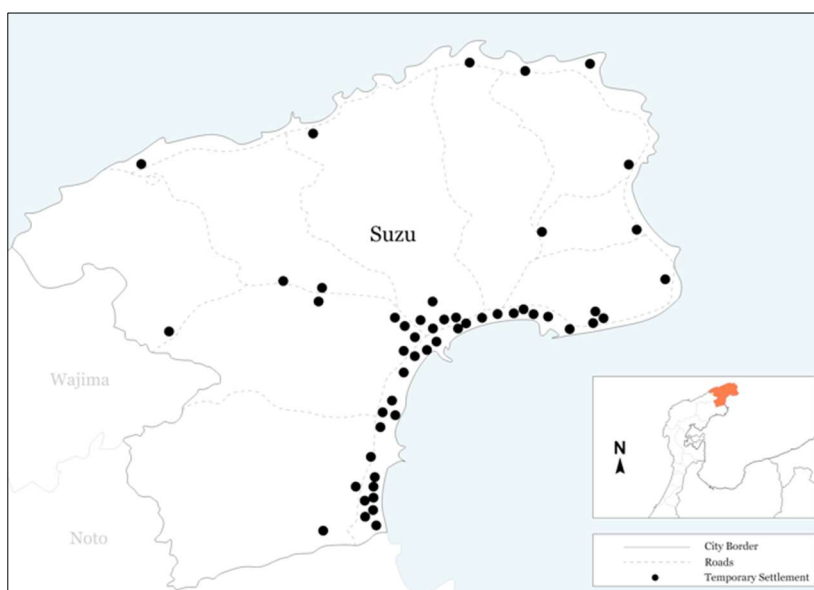 Suzu
Wajima
Noto
N
City Border
Roads
Temporary Settlement